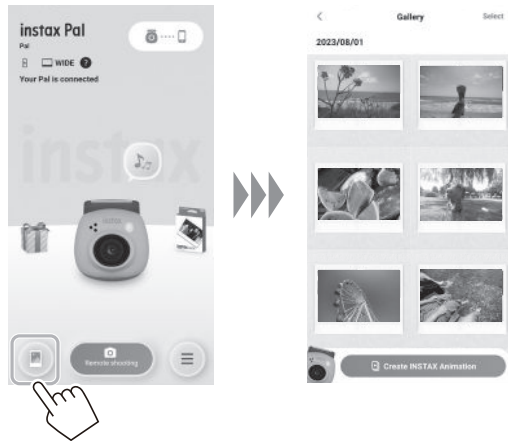 instax Pal
Pal
WIDE ?
Your Pal is connected
instax
instax
Remote shooting
Gallery
Select
2023/08/01
Create INSTAX Animation